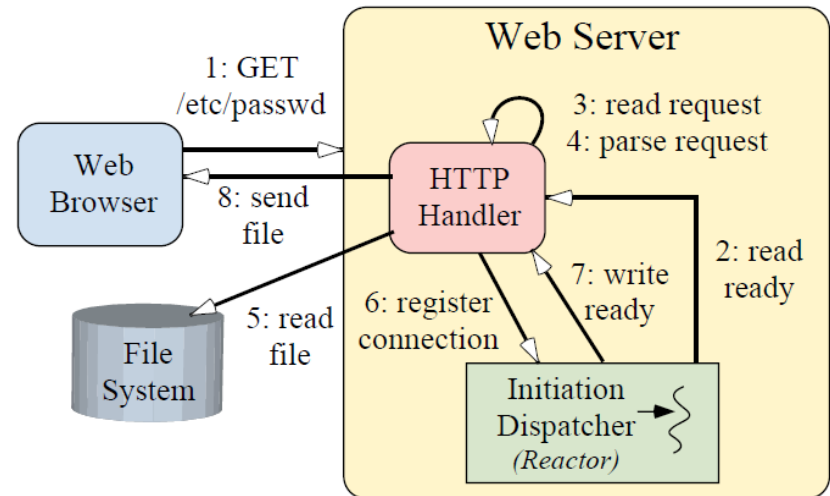 Web Server
1: GET
/etc/passwd
3: read request
4: parse request
Web
Browser
HTTP
Handler
8: send
file
2: read
ready
7: write
ready
6: register
connection
5: read
file
File
System
Initiation
Dispatcher
(Reactor)